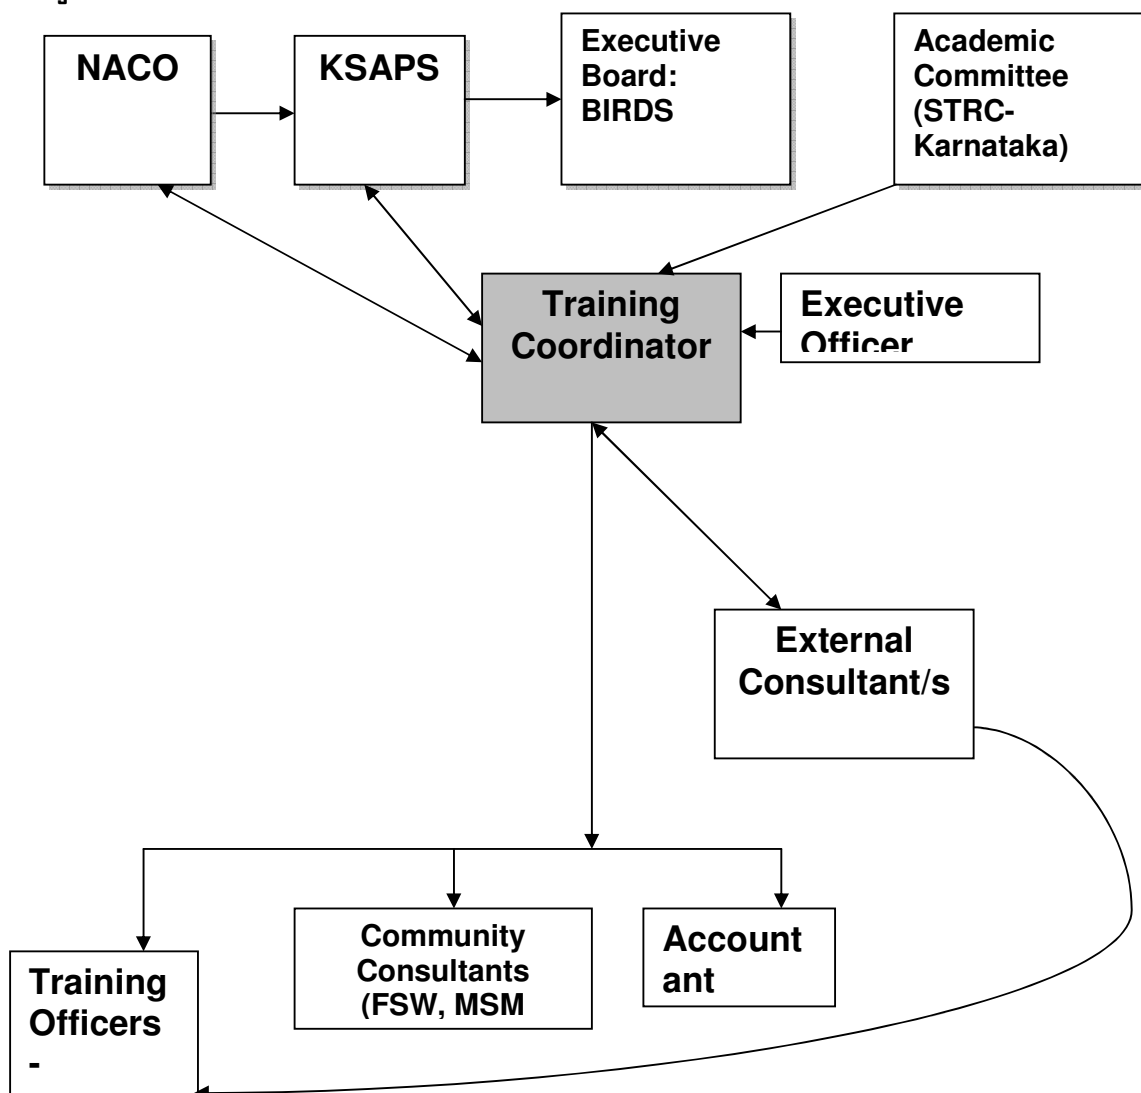 NACO
KSAPS
Executive
Board:
BIRDS
Academic
Committee
(STRC-
Karnataka)
Training
Coordinator
Executive
Officer
External
Consultant/s
Community
Consultants
(FSW, MSM
Account
ant
Training
Officers
-